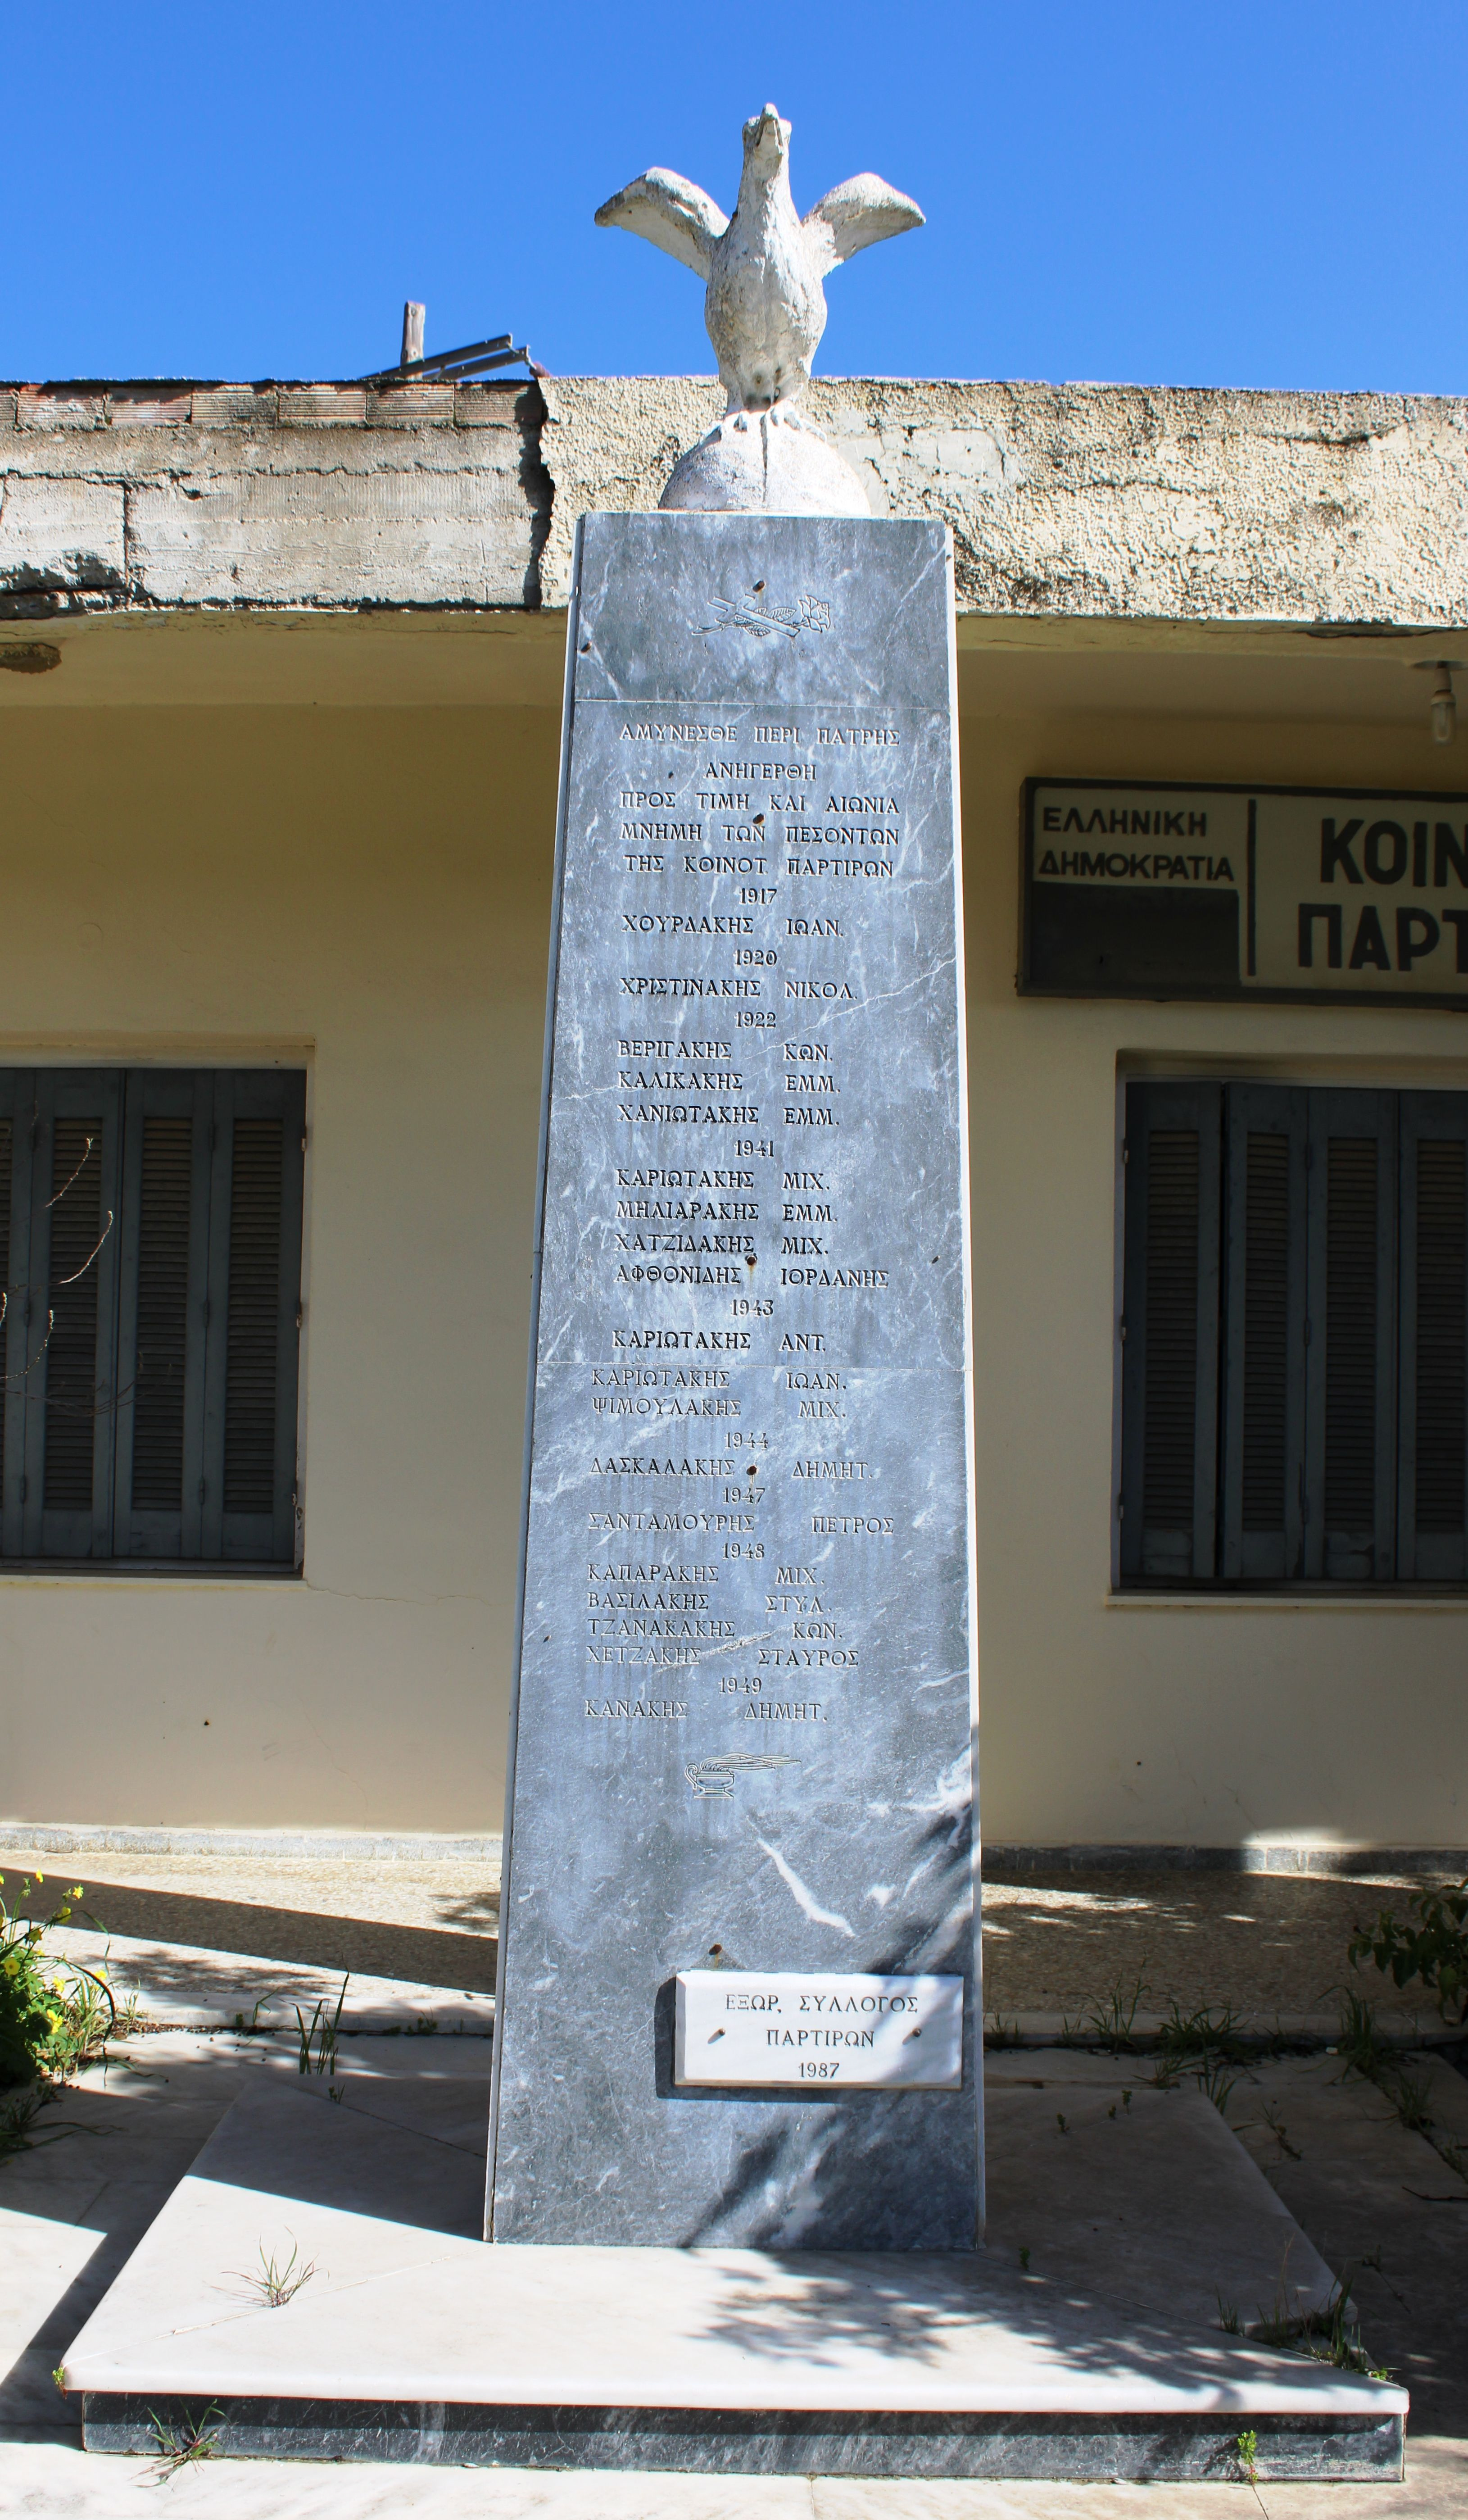 ΑΜΥΝΕΣΘΕ ΠΕΡΙ ΠΑΤΡΗΣ
ΑΝΗΓΕΡΘΗ
ΠΡΟΣ ΤΙΜΗ ΚΑΙ ΑΙΩΝΙΑ
ΜΝΗΜΗ ΤΩΝ ΠΕΣΟΝΤΩΝ
ΤΗΣ ΚΟΙΝΟΤ. ΠΑΡΤΙΡΩΝ
1917
ΧΟΥΡΔΑΚΗΣ ΙΩΑΝ.
1920
ΧΡΙΣΤΙΝΑΚΗΣ ΝΙΚΟΛ.
1922
ΒΕΡΙΓΑΚΗΣ ΚΩΝ.
ΚΑΛΙΚΑΚΗΣ ΕΜΜ.
ΧΑΝΙΩΤΑΚΗΣ ΕΜΜ.
1941
ΚΑΡΙΩΤΑΚΗΣ ΜΙΧ.
ΜΗΛΙΑΡΑΚΗΣ ΕΜΜ.
ΧΑΤΖΙΔΑΚΗΣ ΜΙΧ.
ΑΦΘΟΝΙΔΗΣ ΙΟΡΔΑΝΗΣ
1943
ΚΑΡΙΩΤΑΚΗΣ ΑΝΤ.
ΚΑΡΙΩΤΑΚΗΣ ΙΩΑΝ.
ΨΙΜΟΥΛΑΚΗΣ ΜΙΧ.
1944
ΔΑΣΚΑΛΑΚΗΣ ΔΗΜΗΤ.
1947
ΣΑΝΤΑΜΟΥΡΗΣ ΠΕΤΡΟΣ
1948
ΚΑΠΑΡΑΚΗΣ ΜΙΧ.
ΒΑΣΙΛΑΚΗΣ ΣΤΥΛ.
ΤΖΑΝΑΚΑΚΗΣ ΚΩΝ.
ΧΕΤΖΑΚΗΣ ΣΤΑΥΡΟΣ
1949
ΚΑΝΑΚΗΣ ΔΗΜΗΤ.
ΕΞΩΡ. ΣΥΛΛΟΓΟΣ
ΠΑΡΤΙΡΩΝ
1987
ΕΛΛΗΝΙΚΗ
ΔΗΜΟΚΡΑΤΙΑ
ΚΟΙΝ
ΠΑΡΤ